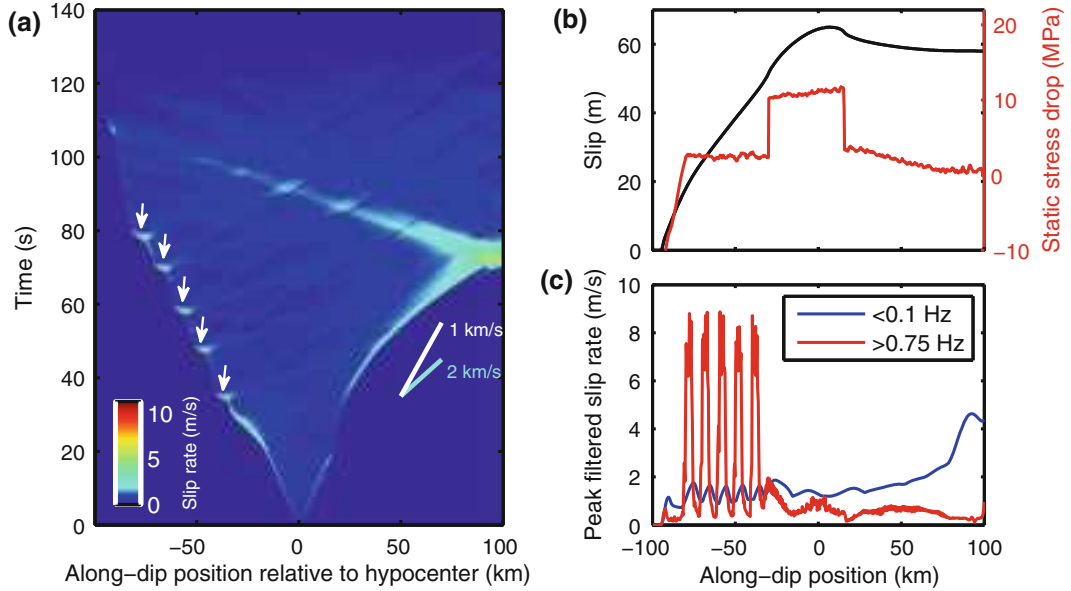 (a)
140
120
100
80
60
40
20
0
Time (s)
−50
0
50
100
Along−dip position relative to hypocenter (km)
10
5
0
Slip rate (m/s)
1 km/s
2 km/s
(b)
60
40
20
0
Slip (m)
20
10
0
−10
Static stress drop (MPa)
(c)
10
8
6
4
2
0
Peak filtered slip rate (m/s)
<0.1 Hz
>0.75 Hz
−100
−50
0
50
100
Along−dip position (km)